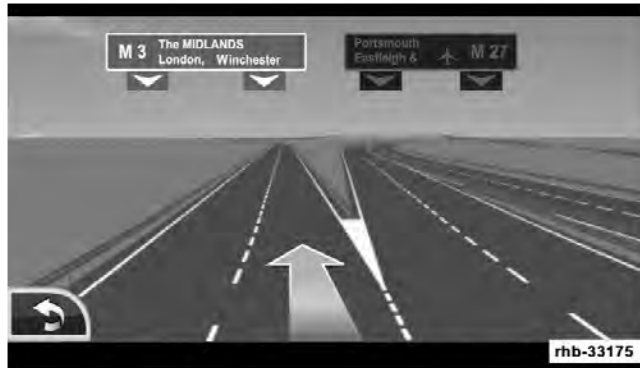 M 3 The MIDLANDS
London, Winchester
Portsmouth
Eastleigh & M 27
rhb-33175